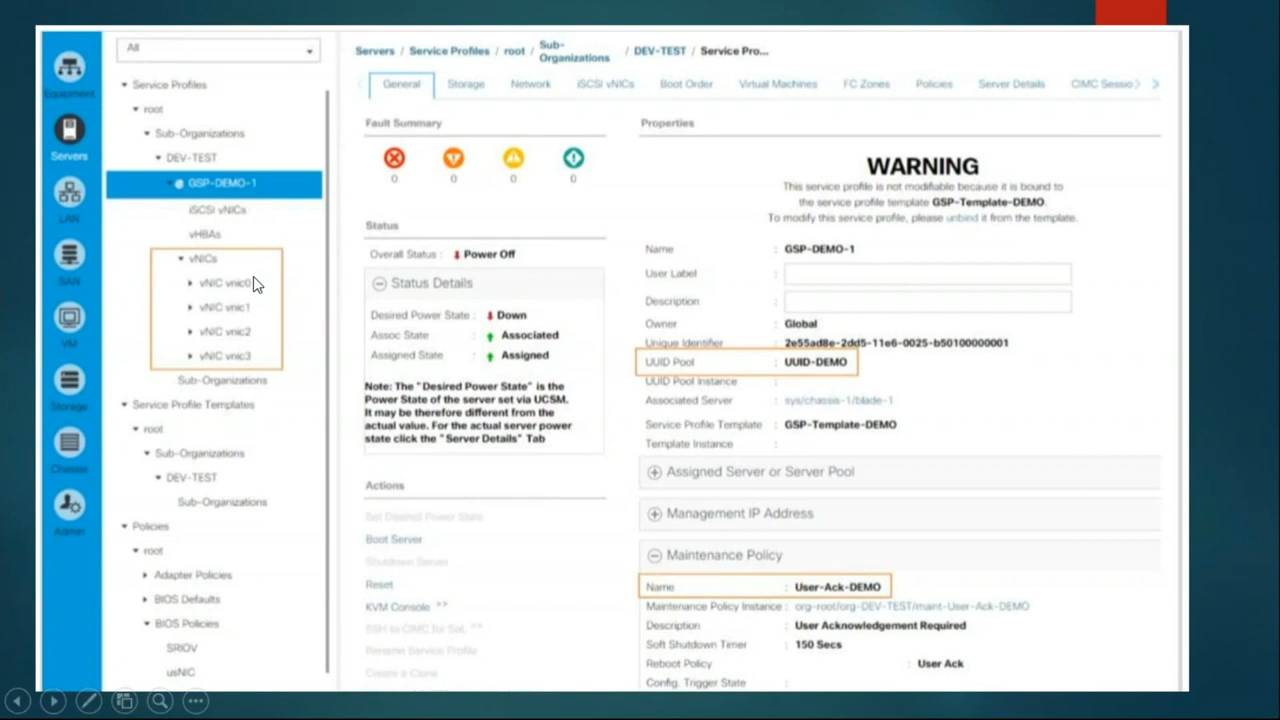 Equipment
Servers
LAN
SAN
VM
Storage
Chassis
Admin
All
Service Profiles
root
Sub-Organizations
DEV-TEST
GSP-DEMO-1
iSCSI vNICs
vHBAs
vNICs
vNIC vnic0
vNIC vnic1
vNIC vnic2
vNIC vnic3
Sub-Organizations
Service Profile Templates
root
Sub-Organizations
DEV-TEST
Sub-Organizations
Policies
root
Adapter Policies
BIOS Defaults
BIOS Policies
SRIOV
usNIC
Servers / Service Profiles / root / Sub-Organizations / DEV-TEST / Service Pro...
General Storage Network iSCSI vNICs Boot Order Virtual Machines FC Zones Policies Server Details CIMC Sessio
Fault Summary
0 0 0 0
Status
Overall Status : Power Off
Status Details
Desired Power State : Down
Assoc State : Associated
Assigned State : Assigned
Note: The "Desired Power State" is the
Power State of the server set via UCSM.
It may be therefore different from the
actual value. For the actual server power
state click the "Server Details" Tab
Actions
Set Desired Power State
Boot Server
Shutdown Server
Reset
KVM Console >>
SSH to CIMC for SoL >>
Rename Service Profile
Create a Clone
Properties
WARNING
This service profile is not modifiable because it is bound to
the service profile template GSP-Template-DEMO.
To modify this service profile, please unbind it from the template.
Name : GSP-DEMO-1
User Label :
Description :
Owner : Global
Unique Identifier : 2e55ad8e-2dd5-11e6-0025-b50100000001
UUID Pool : UUID-DEMO
UUID Pool Instance :
Associated Server : sys/chassis-1/blade-1
Service Profile Template : GSP-Template-DEMO
Template Instance :
Assigned Server or Server Pool
Management IP Address
Maintenance Policy
Name : User-Ack-DEMO
Maintenance Policy Instance : org-root/org-DEV-TEST/maint-User-Ack-DEMO
Description : User Acknowledgement Required
Soft Shutdown Timer : 150 Secs
Reboot Policy : User Ack
Config. Trigger State :